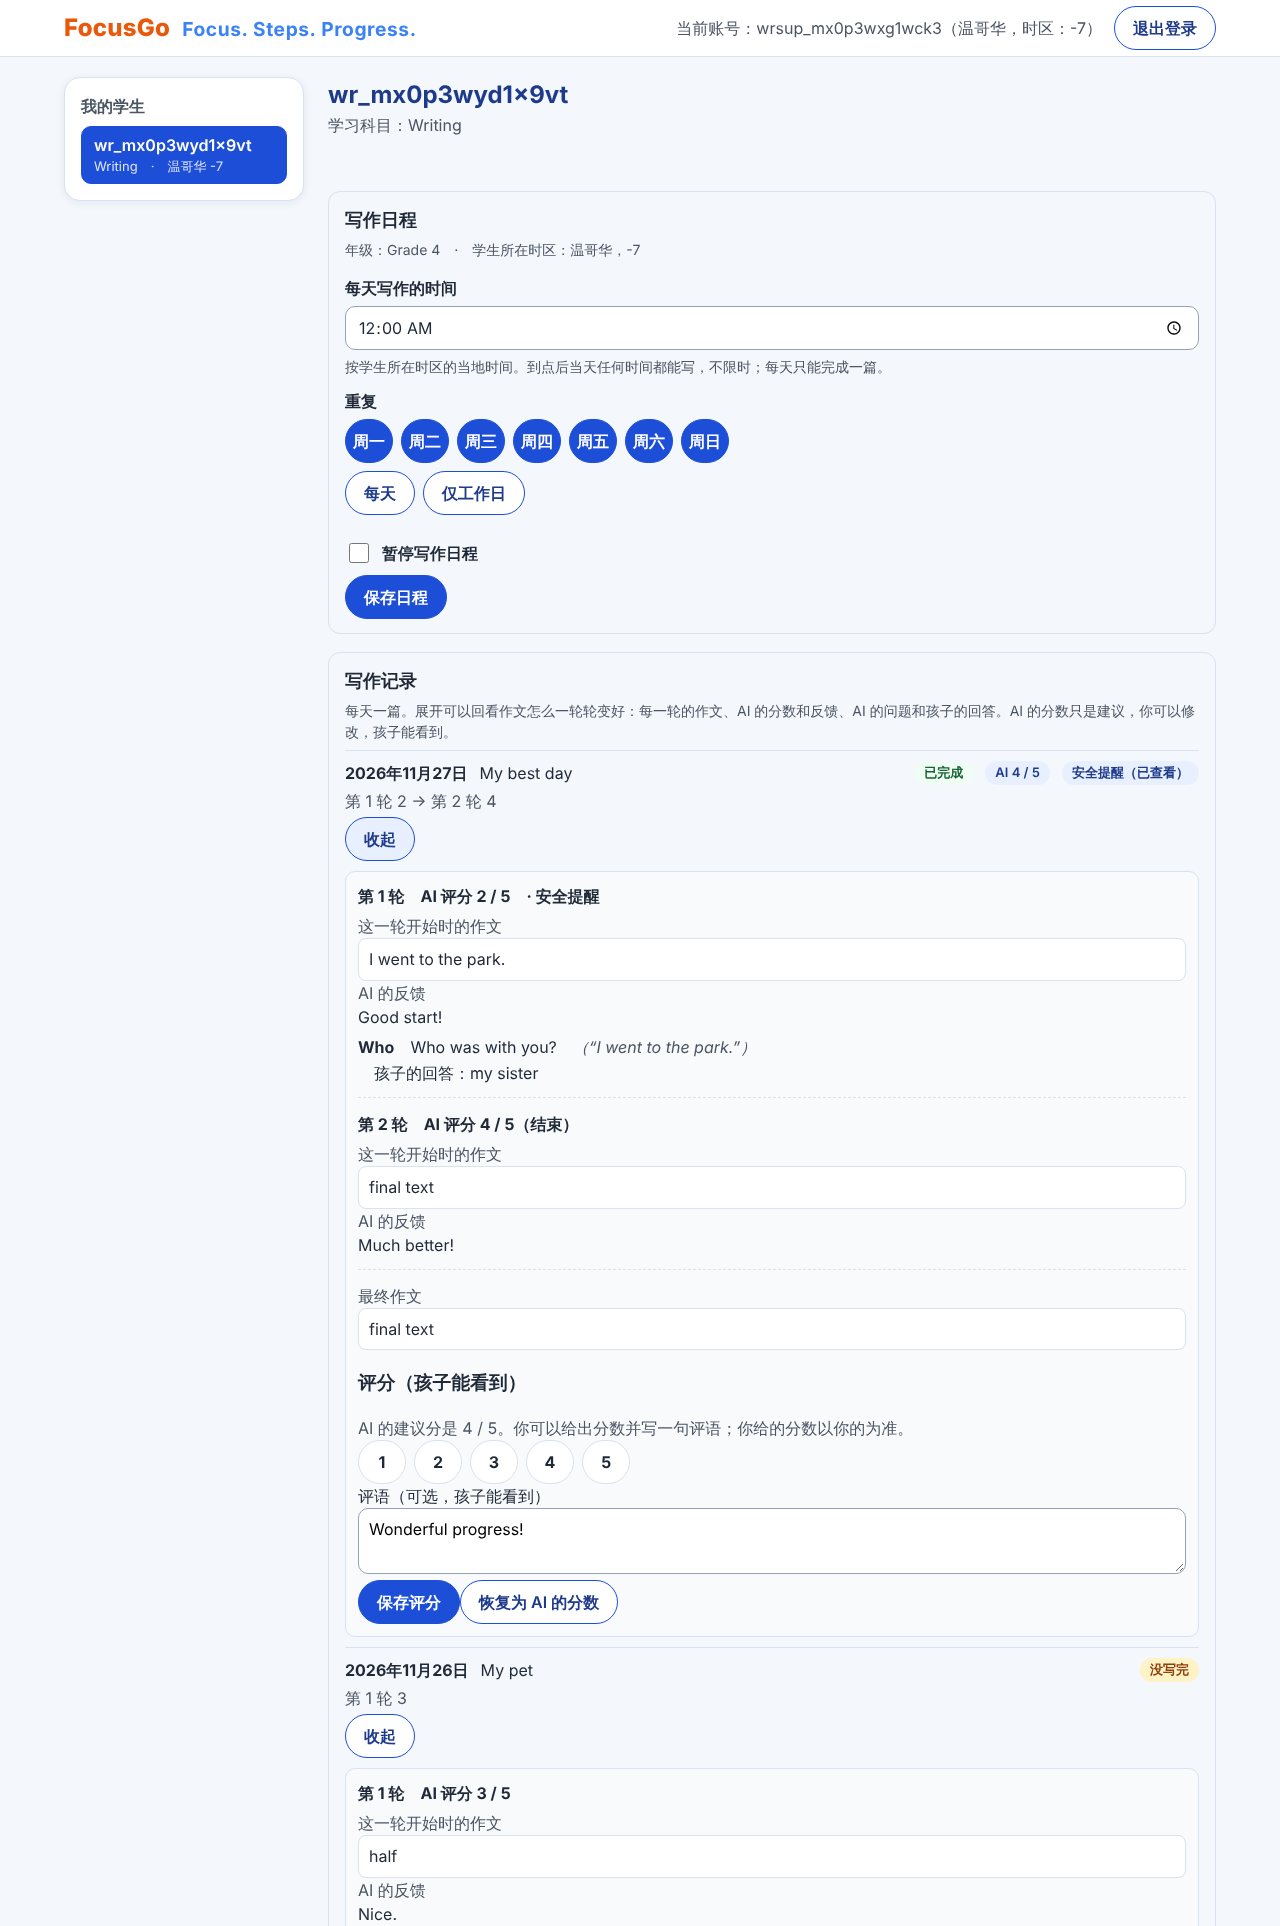 FocusGo Focus. Steps. Progress.
当前账号：wrsup_mx0p3wxg1wck3（温哥华，时区：-7）
退出登录
我的学生
wr_mx0p3wyd1×9vt
Writing · 温哥华 -7
wr_mx0p3wyd1×9vt
学习科目：Writing
写作日程
年级：Grade 4 · 学生所在时区：温哥华，-7
每天写作的时间
12:00 AM
按学生所在时区的当地时间。到点后当天任何时间都能写，不限时；每天只能完成一篇。
重复
周一 周二 周三 周四 周五 周六 周日
每天 仅工作日
暂停写作日程
保存日程
写作记录
每天一篇。展开可以回看作文怎么一轮轮变好：每一轮的作文、AI 的分数和反馈、AI 的问题和孩子的回答。AI 的分数只是建议，你可以修
改，孩子能看到。
2026年11月27日 My best day 已完成 AI 4 / 5 安全提醒（已查看）
第 1 轮 2 → 第 2 轮 4
收起
第 1 轮 AI 评分 2 / 5 · 安全提醒
这一轮开始时的作文
I went to the park.
AI 的反馈
Good start!
Who Who was with you? （“I went to the park.”）
孩子的回答：my sister
第 2 轮 AI 评分 4 / 5（结束）
这一轮开始时的作文
final text
AI 的反馈
Much better!
最终作文
final text
评分（孩子能看到）
AI 的建议分是 4 / 5。你可以给出分数并写一句评语；你给的分数以你的为准。
1 2 3 4 5
评语（可选，孩子能看到）
Wonderful progress!
保存评分 恢复为 AI 的分数
2026年11月26日 My pet 没写完
第 1 轮 3
收起
第 1 轮 AI 评分 3 / 5
这一轮开始时的作文
half
AI 的反馈
Nice.